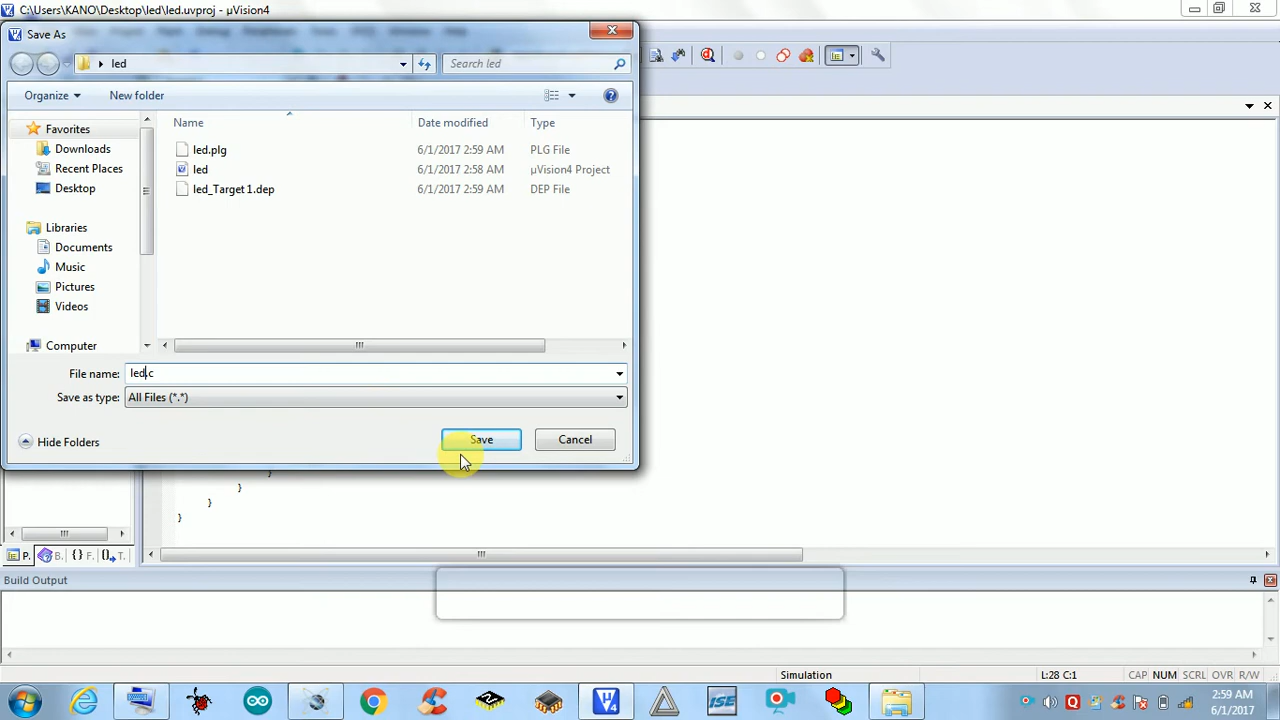 C:\Users\KANO\Desktop\led\led.uvproj - µVision4
Save As
led
Search led
Organize
New folder
Name
Date modified
Type
Favorites
Downloads
Recent Places
Desktop
Libraries
Documents
Music
Pictures
Videos
Computer
led.plg 6/1/2017 2:59 AM PLG File
led 6/1/2017 2:58 AM µVision4 Project
led_Target 1.dep 6/1/2017 2:59 AM DEP File
File name: led.c
Save as type: All Files (*.*)
Hide Folders
Save
Cancel
}
}
}
}
P.
B.
{} F.
T.
Build Output
Simulation
L:28 C:1
CAP NUM SCRL OVR R/W
ISE
2:59 AM
6/1/2017